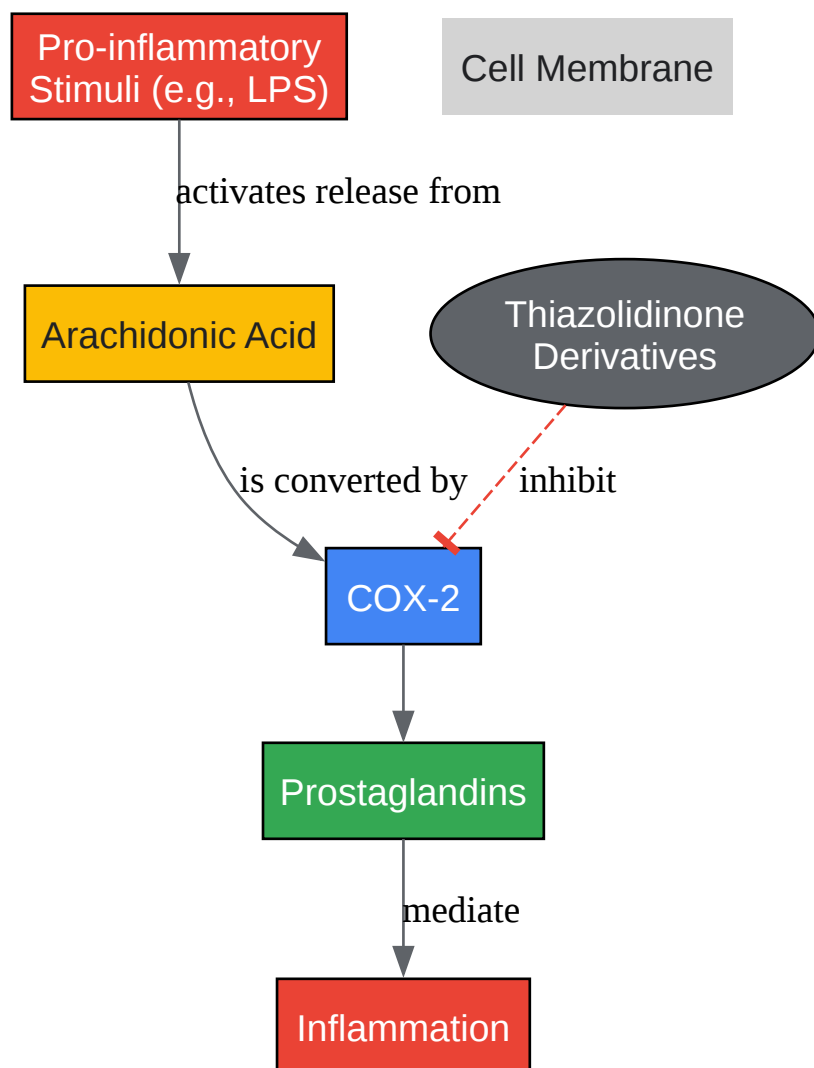 Pro-inflammatory
Stimuli (e.g., LPS)
Cell Membrane
activates release from
Arachidonic Acid
Thiazolidinone
Derivatives
is converted by
inhibit
COX-2
Prostaglandins
mediate
Inflammation